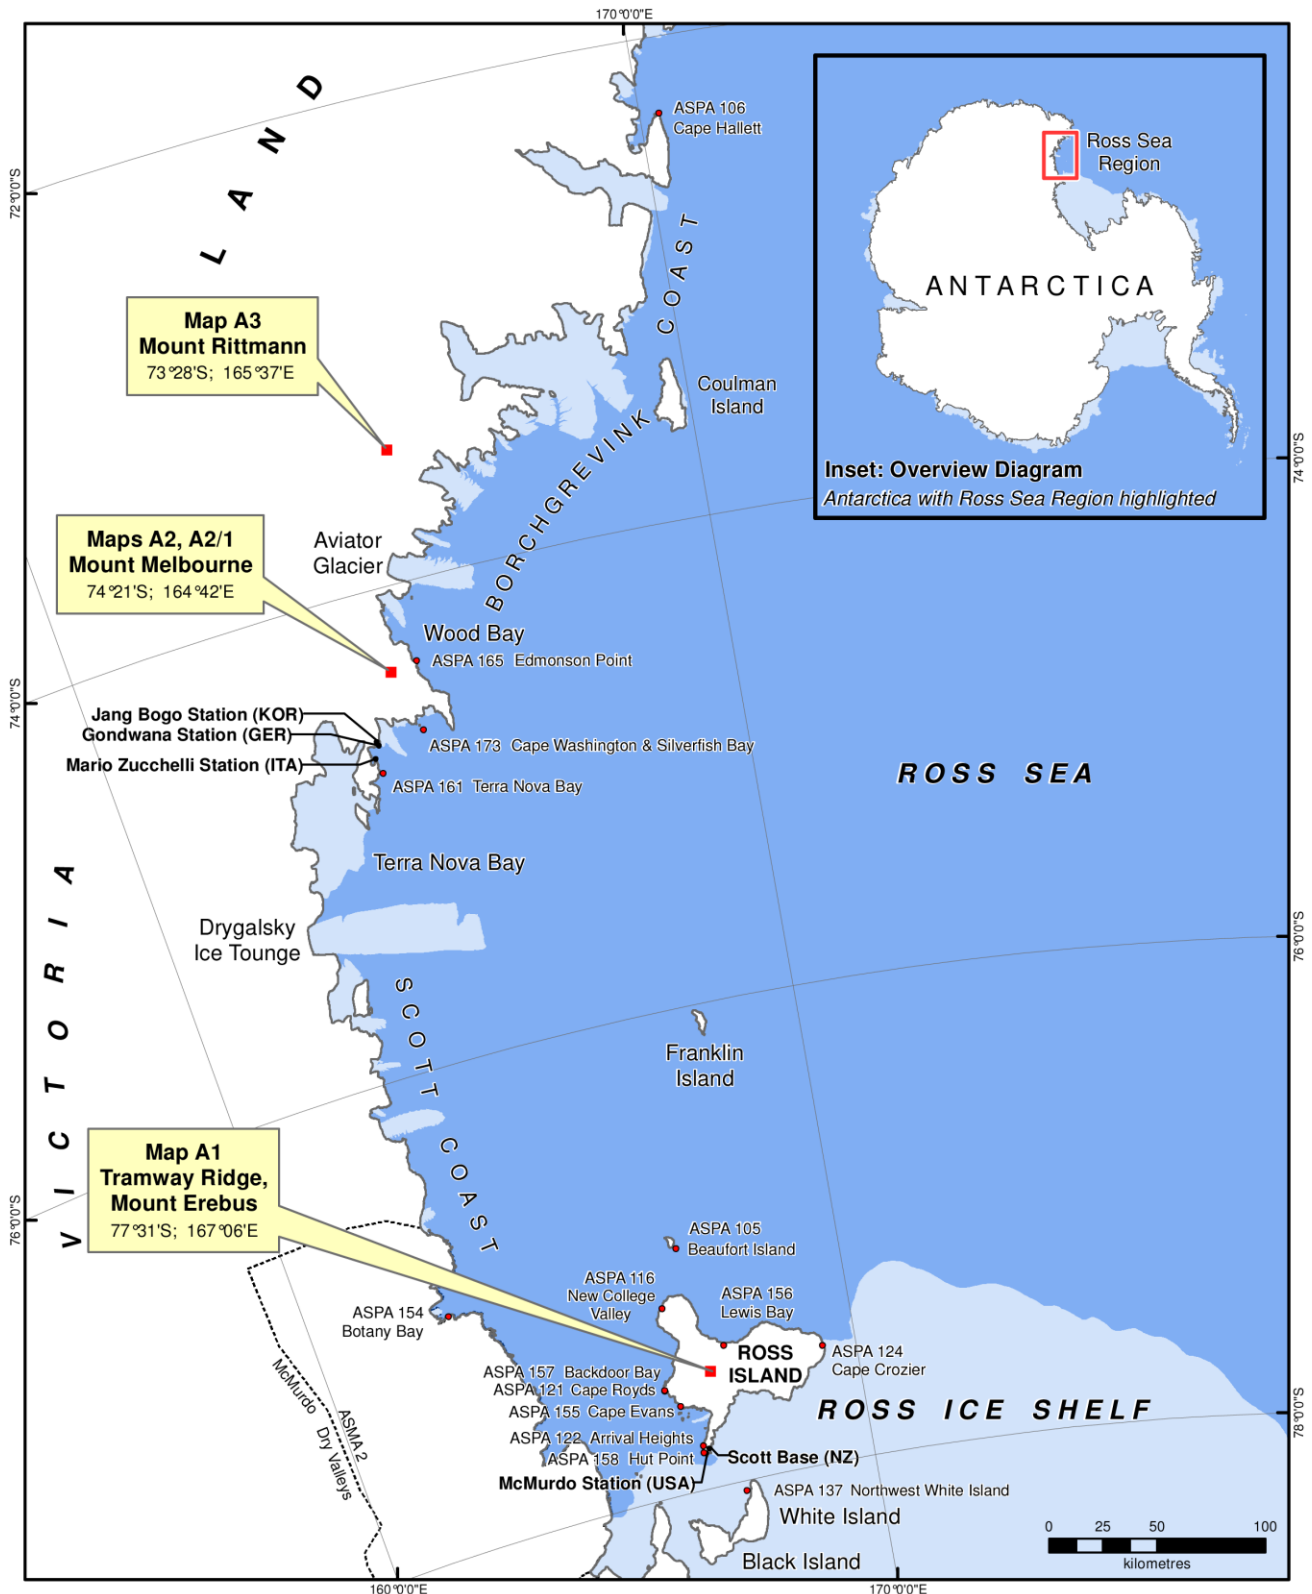 170°0'0"E
LAND
ASPA 106
Cape Hallett
Ross Sea
Region
ANTARCTICA
Inset: Overview Diagram
Antarctica with Ross Sea Region highlighted
72°0'0"S
74°0'0"S
Map A3
Mount Rittmann
73°28'S; 165°37'E
COAST
Coulman
Island
BORCHGREVINK
Maps A2, A2/1
Mount Melbourne
74°21'S; 164°42'E
Aviator
Glacier
Wood Bay
ASPA 165 Edmonson Point
74°0'0"S
Jang Bogo Station (KOR)
Gondwana Station (GER)
Mario Zucchelli Station (ITA)
ASPA 173 Cape Washington & Silverfish Bay
ASPA 161 Terra Nova Bay
ROSS SEA
Terra Nova Bay
VICTORIA
Drygalsky
Ice Tounge
76°0'0"S
SCOTT COAST
Franklin
Island
Map A1
Tramway Ridge,
Mount Erebus
77°31'S; 167°06'E
76°0'0"S
ASPA 105
Beaufort Island
ASPA 116
New College
Valley
ASPA 156
Lewis Bay
ASPA 154
Botany Bay
ROSS
ISLAND
ASPA 124
Cape Crozier
ASPA 157 Backdoor Bay
ASPA 121 Cape Royds
ASPA 155 Cape Evans
ROSS ICE SHELF
78°0'0"S
ASPA 122 Arrival Heights
ASPA 158 Hut Point
Scott Base (NZ)
McMurdo Station (USA)
ASMA 2
McMurdo Dry Valleys
ASPA 137 Northwest White Island
White Island
Black Island
0 25 50 100
kilometres
160°0'0"E
170°0'0"E